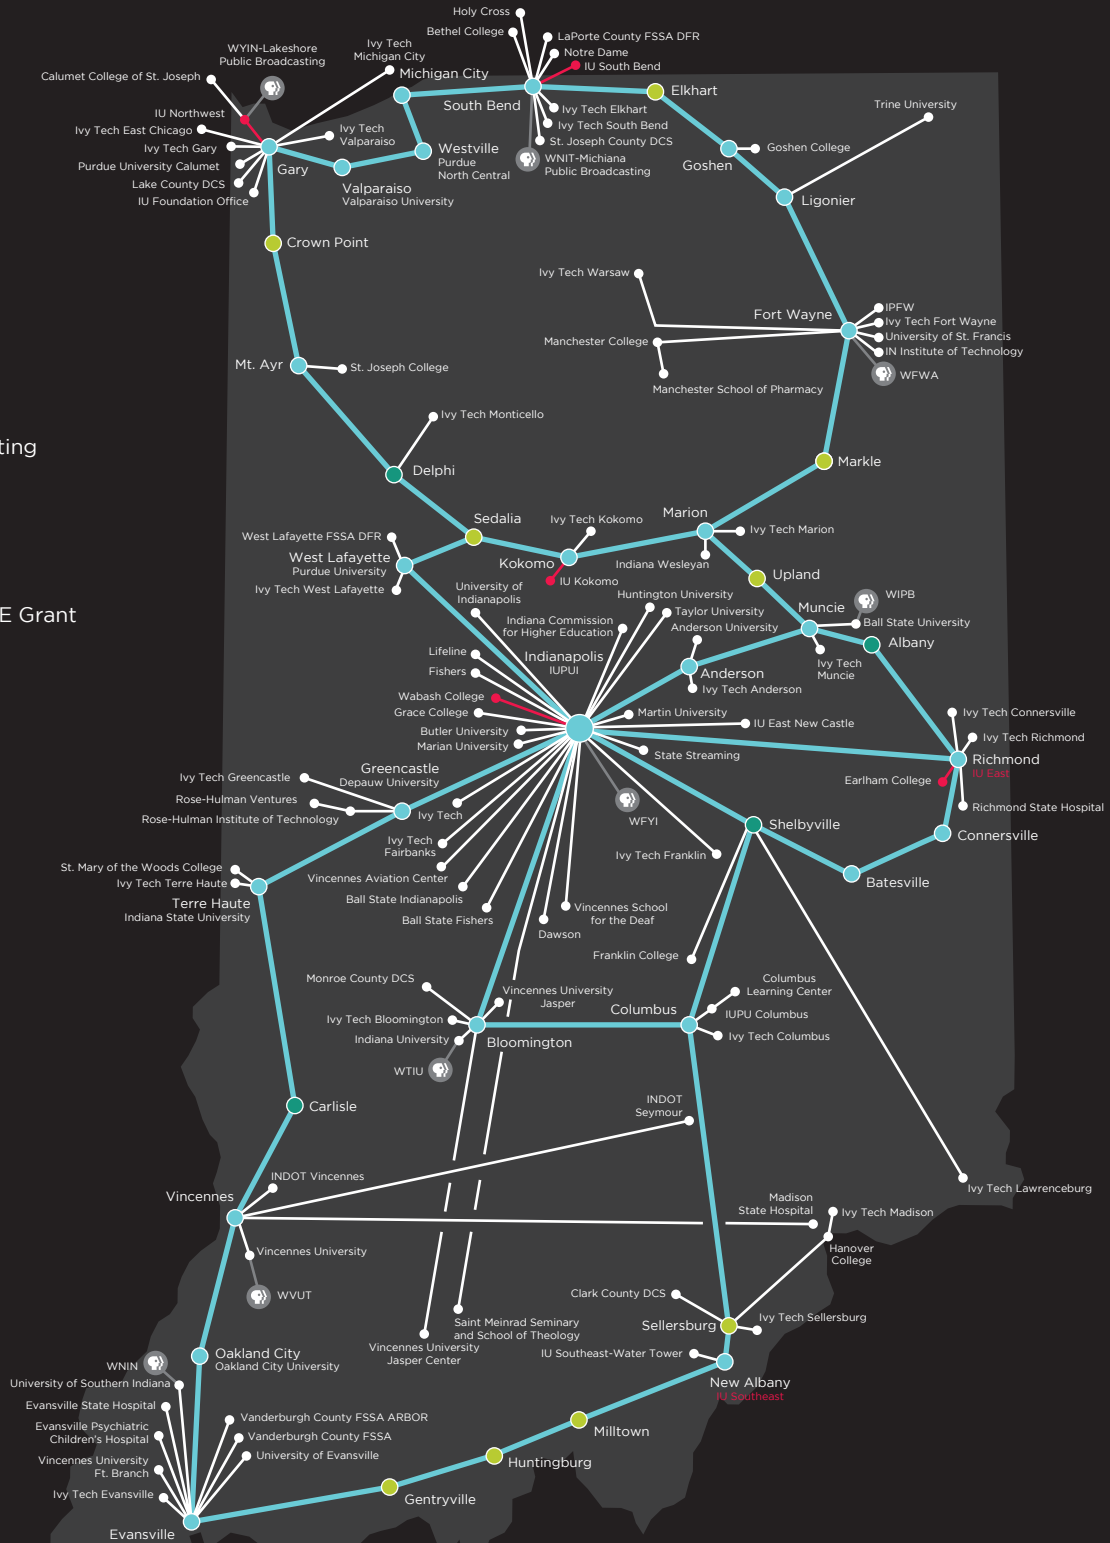 Holy Cross
Bethel College
LaPorte County FSSA DFR
Notre Dame
IU South Bend
WYIN-Lakeshore
Public Broadcasting
Ivy Tech
Michigan City
Calumet College of St. Joseph
Michigan City
South Bend
Elkhart
Trine University
IU Northwest
Ivy Tech East Chicago
Ivy Tech Gary
Purdue University Calumet
Lake County DCS
IU Foundation Office
Ivy Tech
Valparaiso
Gary
Westville
Purdue
North Central
Valparaiso
Valparaiso University
Ivy Tech Elkhart
Ivy Tech South Bend
St. Joseph County DCS
WNIT-Michiana
Public Broadcasting
Goshen College
Goshen
Ligonier
Crown Point
Ivy Tech Warsaw
Fort Wayne
IPFW
Ivy Tech Fort Wayne
University of St. Francis
IN Institute of Technology
WFWA
Manchester College
Manchester School of Pharmacy
Mt. Ayr
St. Joseph College
Ivy Tech Monticello
ting
Delphi
Markle
Sedalia
Ivy Tech Kokomo
Marion
Ivy Tech Marion
West Lafayette FSSA DFR
West Lafayette
Purdue University
Ivy Tech West Lafayette
Kokomo
IU Kokomo
Indiana Wesleyan
Upland
E Grant
University of
Indianapolis
Huntington University
Taylor University
Indiana Commission
for Higher Education
Anderson University
Muncie
WIPB
Ball State University
Albany
Ivy Tech
Muncie
Lifeline
Fishers
Indianapolis
IUPUI
Anderson
Ivy Tech Anderson
Wabash College
Grace College
Butler University
Marian University
Martin University
IU East New Castle
State Streaming
Ivy Tech Connersville
Ivy Tech Richmond
Richmond
IU East
Earlham College
Richmond State Hospital
Greencastle
Depauw University
Ivy Tech Greencastle
Rose-Hulman Ventures
Rose-Hulman Institute of Technology
Ivy Tech
WFYI
Shelbyville
Connersville
Ivy Tech
Fairbanks
Ivy Tech Franklin
Batesville
St. Mary of the Woods College
Ivy Tech Terre Haute
Terre Haute
Indiana State University
Vincennes Aviation Center
Ball State Indianapolis
Ball State Fishers
Vincennes School
for the Deaf
Dawson
Franklin College
Monroe County DCS
Vincennes University
Jasper
Columbus
Columbus
Learning Center
IUPU Columbus
Ivy Tech Columbus
Ivy Tech Bloomington
Indiana University
Bloomington
WTIU
Carlisle
INDOT
Seymour
INDOT Vincennes
Vincennes
Ivy Tech Lawrenceburg
Madison
State Hospital
Ivy Tech Madison
Hanover
College
Vincennes University
WVUT
Clark County DCS
Sellersburg
Ivy Tech Sellersburg
Saint Meinrad Seminary
and School of Theology
Vincennes University
Jasper Center
IU Southeast-Water Tower
New Albany
IU Southeast
Oakland City
Oakland City University
WNIN
University of Southern Indiana
Evansville State Hospital
Evansville Psychiatric
Children's Hospital
Vincennes University
Ft. Branch
Ivy Tech Evansville
Vanderburgh County FSSA ARBOR
Vanderburgh County FSSA
University of Evansville
Milltown
Huntingburg
Gentryville
Evansville